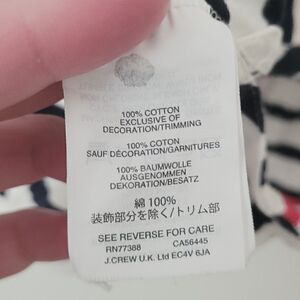 100% COTTON
EXCLUSIVE OF
DECORATION/TRIMMING
100% COTON
SAUF DÉCORATION/GARNITURES
100% BAUMWOLLE
AUSGENOMMEN
DEKORATION/BESATZ
綿 100%
装飾部分を除く/トリム部
SEE REVERSE FOR CARE
RN77388 CA56445
J.CREW U.K. Ltd EC4V 6JA